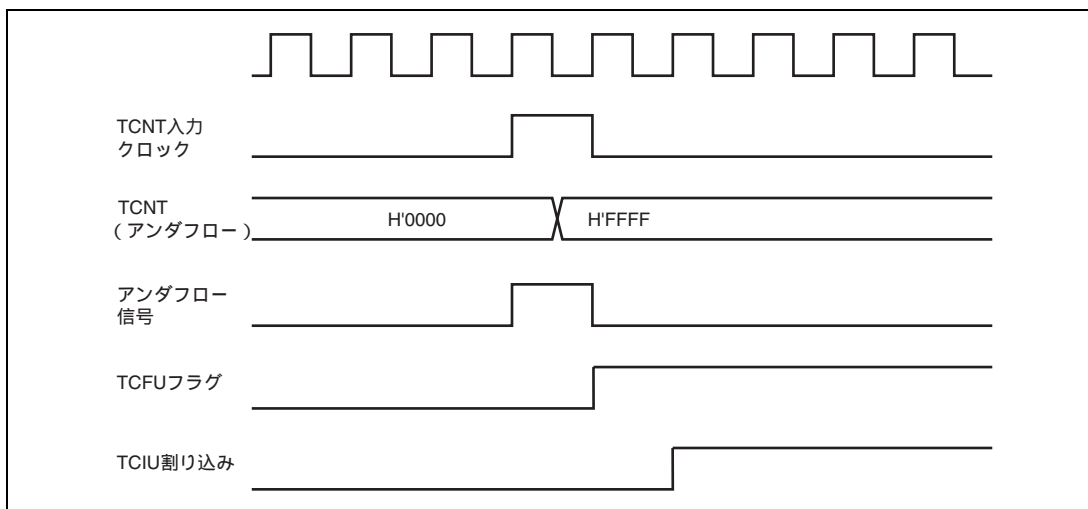 TCNT入力
クロック
TCNT
(アンダフロー)
H'0000
H'FFFF
アンダフロー
信号
TCFUフラグ
TCIU割り込み